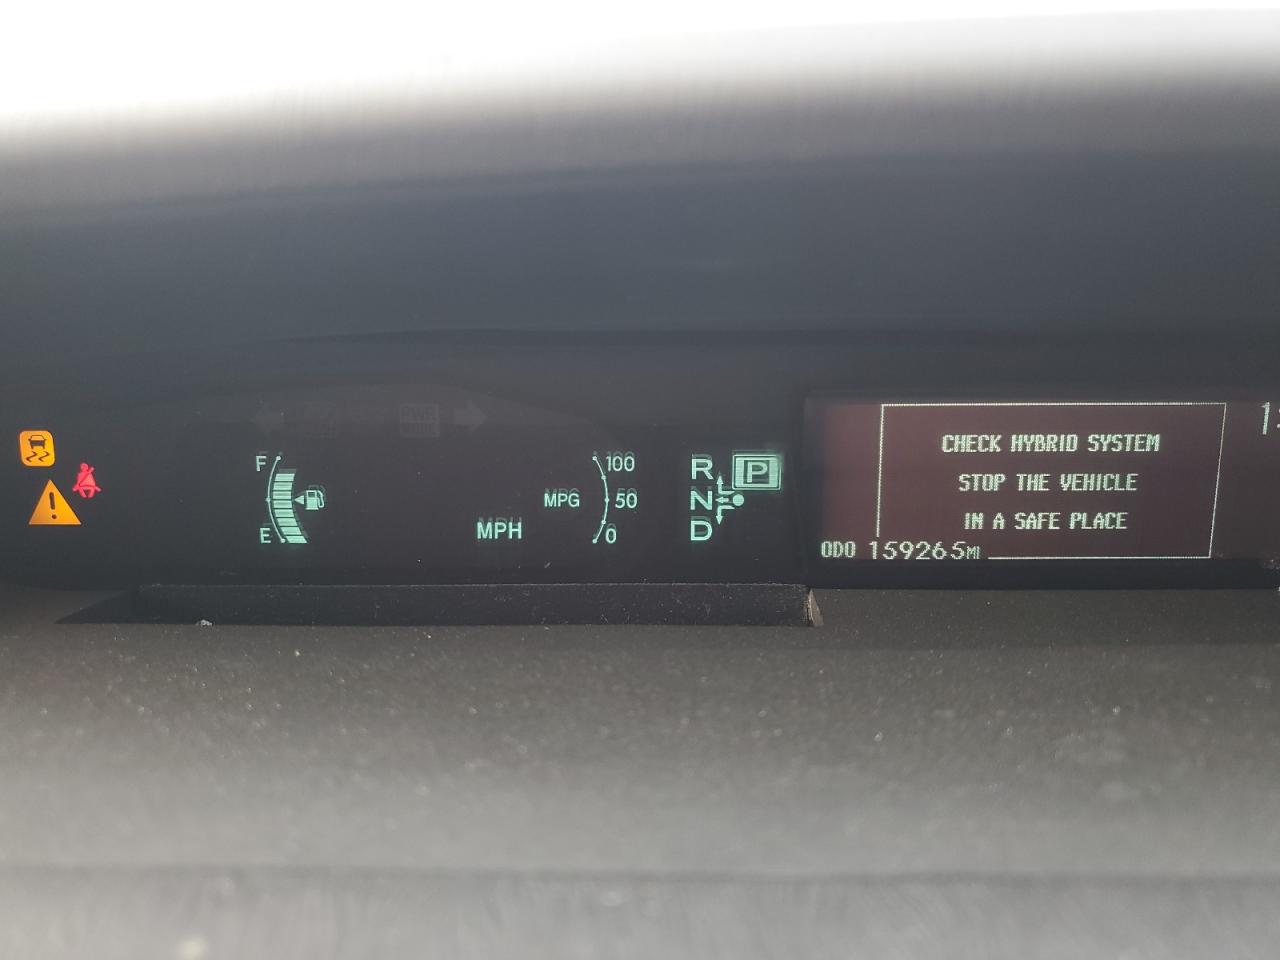 F
E
MPH
MPG
100
50
0
R
N
D
P
CHECK HYBRID SYSTEM
STOP THE VEHICLE
IN A SAFE PLACE
ODO 159265MI